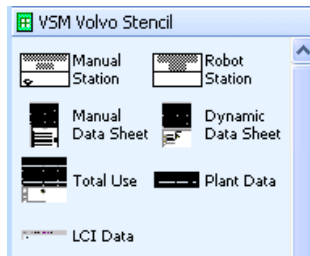 VSM Volvo Stencil
Manual Station
Robot Station
Manual Data Sheet
Dynamic Data Sheet
Total Use
Plant Data
LCI Data